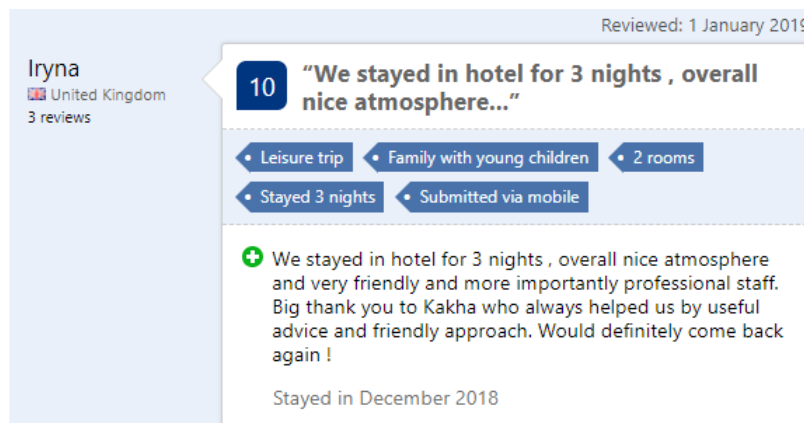 Reviewed: 1 January 2019
Iryna
United Kingdom
3 reviews
10
“We stayed in hotel for 3 nights , overall
nice atmosphere...”
Leisure trip
Family with young children
2 rooms
Stayed 3 nights
Submitted via mobile
We stayed in hotel for 3 nights , overall nice atmosphere
and very friendly and more importantly professional staff.
Big thank you to Kakha who always helped us by useful
advice and friendly approach. Would definitely come back
again !
Stayed in December 2018